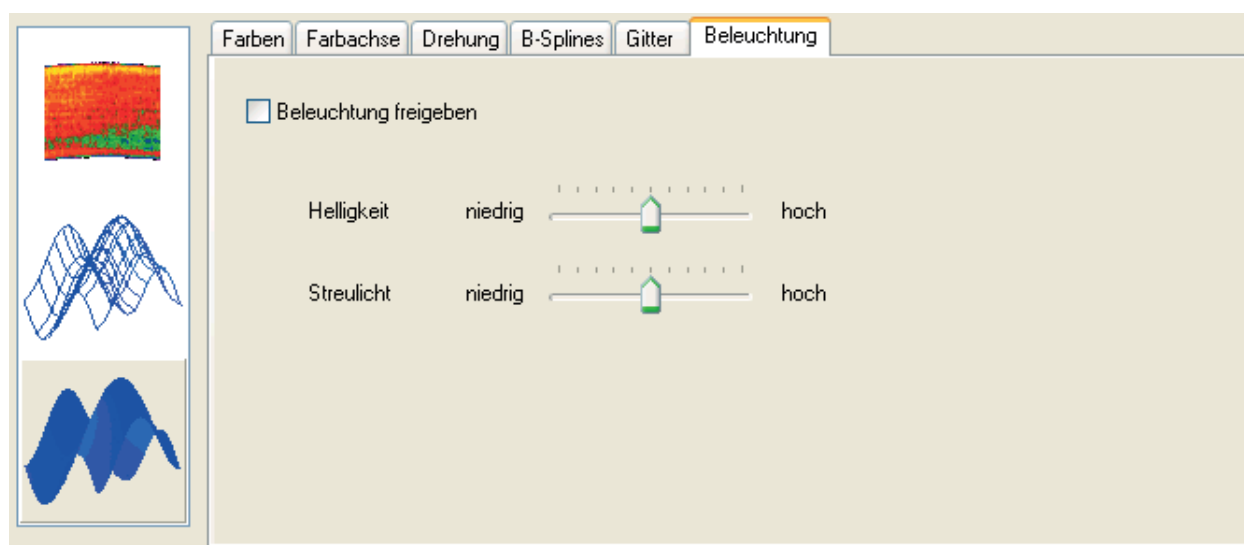 Farben Farbachse Drehung B-Splines Gitter Beleuchtung
Beleuchtung freigeben
Helligkeit niedrig hoch
Streulicht niedrig hoch